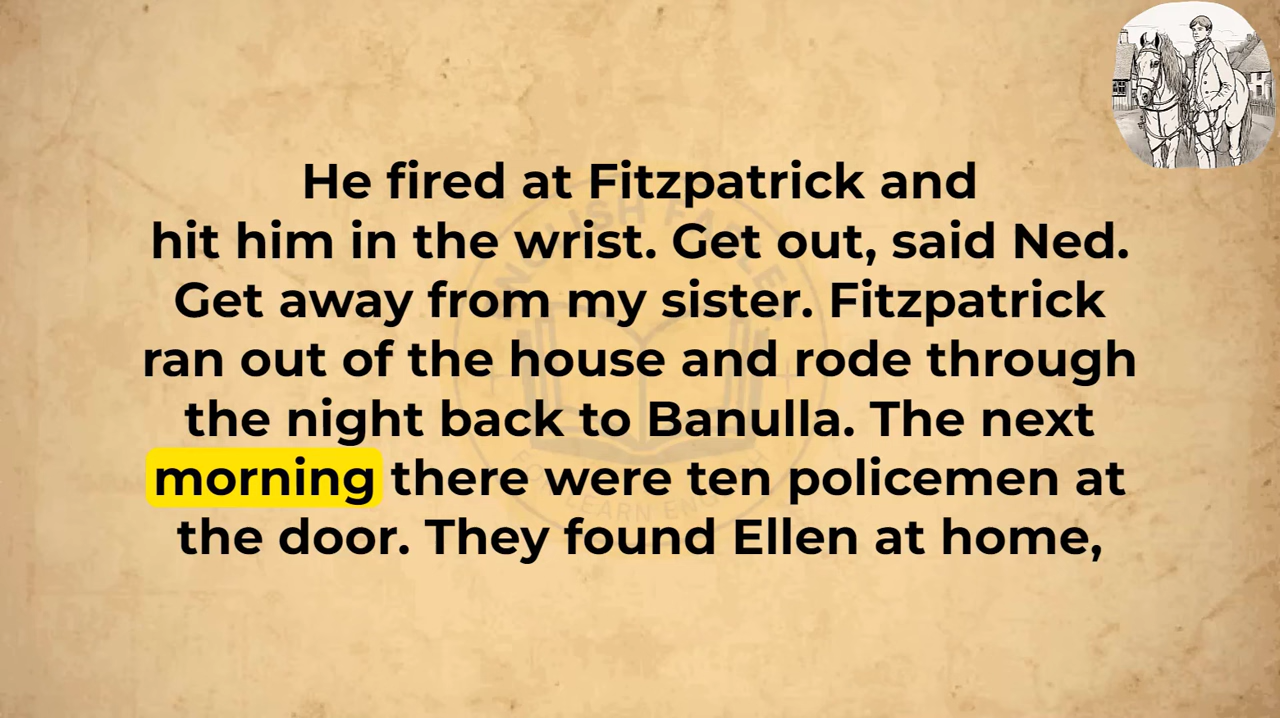 He fired at Fitzpatrick and
hit him in the wrist. Get out, said Ned.
Get away from my sister. Fitzpatrick
ran out of the house and rode through
the night back to Banulla. The next
morning there were ten policemen at
the door. They found Ellen at home,